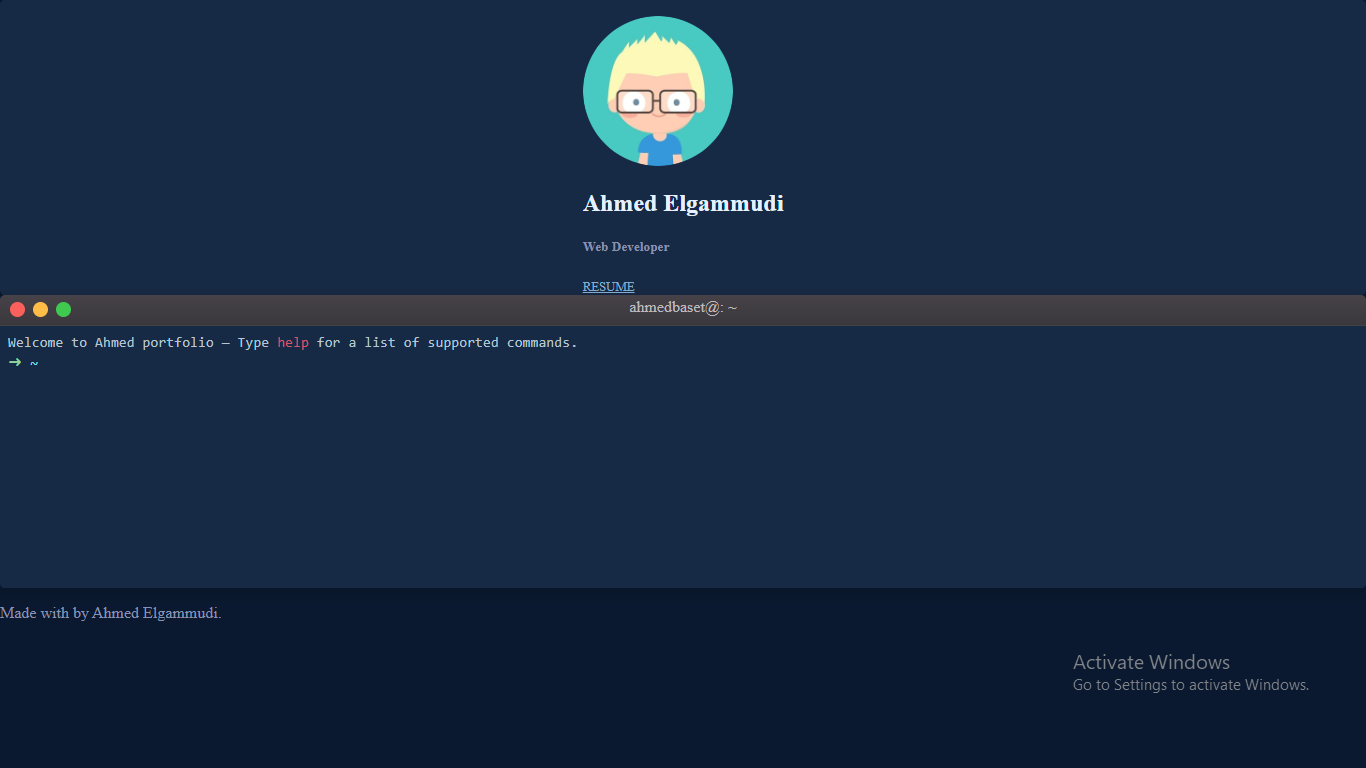 Ahmed Elgammudi
Web Developer
RESUME
ahmedbaset@: ~
Welcome to Ahmed portfolio — Type help for a list of supported commands.
➜ ~
Made with by Ahmed Elgammudi.
Activate Windows
Go to Settings to activate Windows.